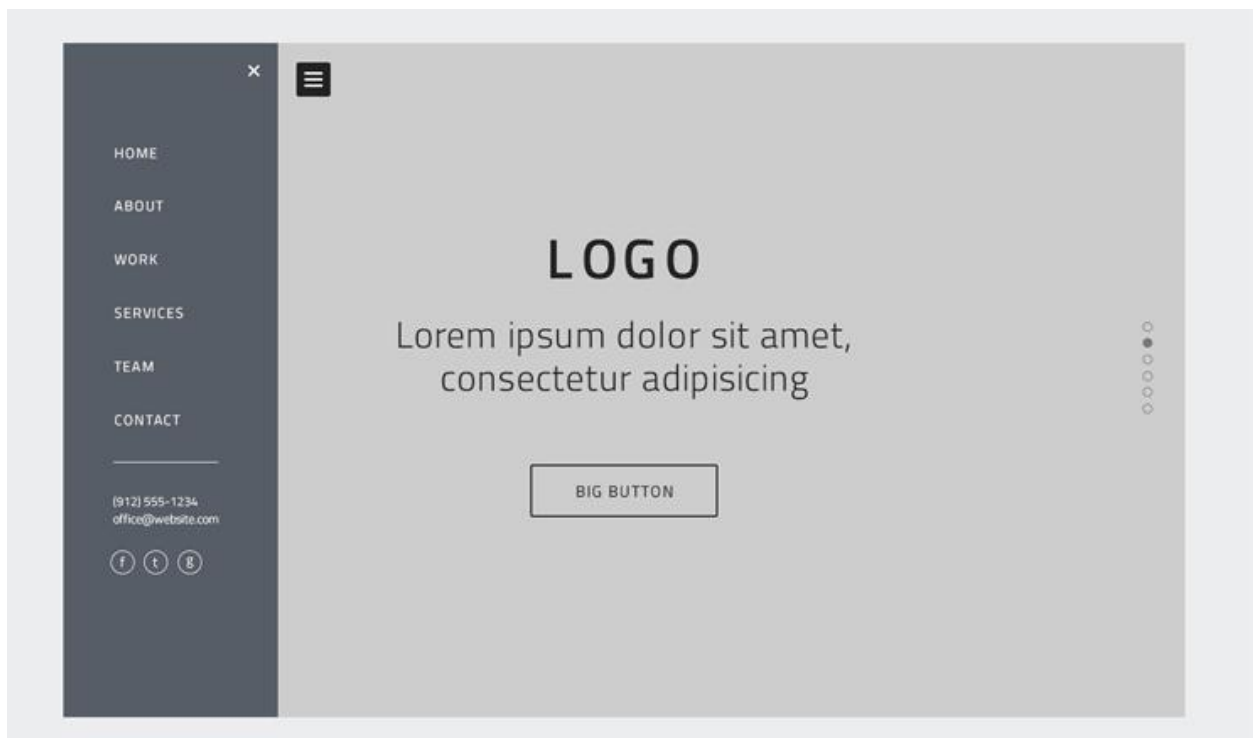 HOME
ABOUT
WORK
SERVICES
TEAM
CONTACT
(912) 555-1234
office@website.com
f t g
LOGO
Lorem ipsum dolor sit amet,
consectetur adipisicing
BIG BUTTON